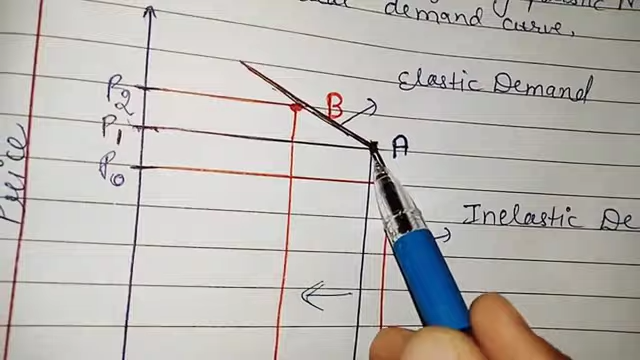 demand curve.
Elastic Demand
P2
B
P1
A
P0
Price
Inelastic De